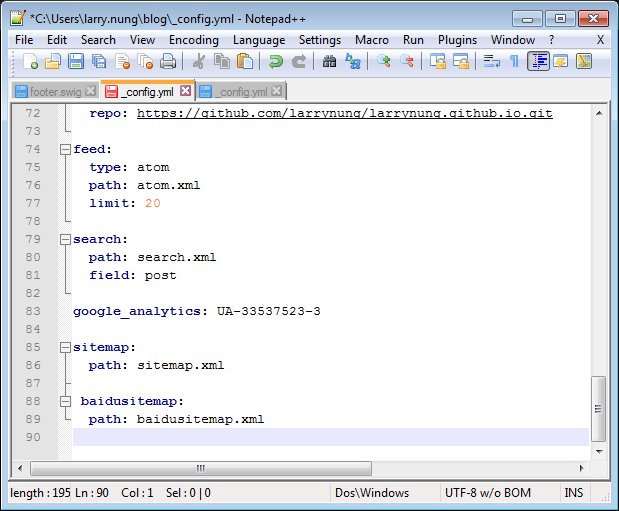 *C:\Users\larry.nung\blog\_config.yml - Notepad++
File Edit Search View Encoding Language Settings Macro Run Plugins Window ? X
footer.swig _config.yml _config.yml
72 repo: https://github.com/larrynung/larrynung.github.io.git
73
74 feed:
75 type: atom
76 path: atom.xml
77 limit: 20
78
79 search:
80 path: search.xml
81 field: post
82
83 google_analytics: UA-33537523-3
84
85 sitemap:
86 path: sitemap.xml
87
88 baidusitemap:
89 path: baidusitemap.xml
90
length : 195 Ln : 90 Col : 1 Sel : 0 | 0 Dos\Windows UTF-8 w/o BOM INS